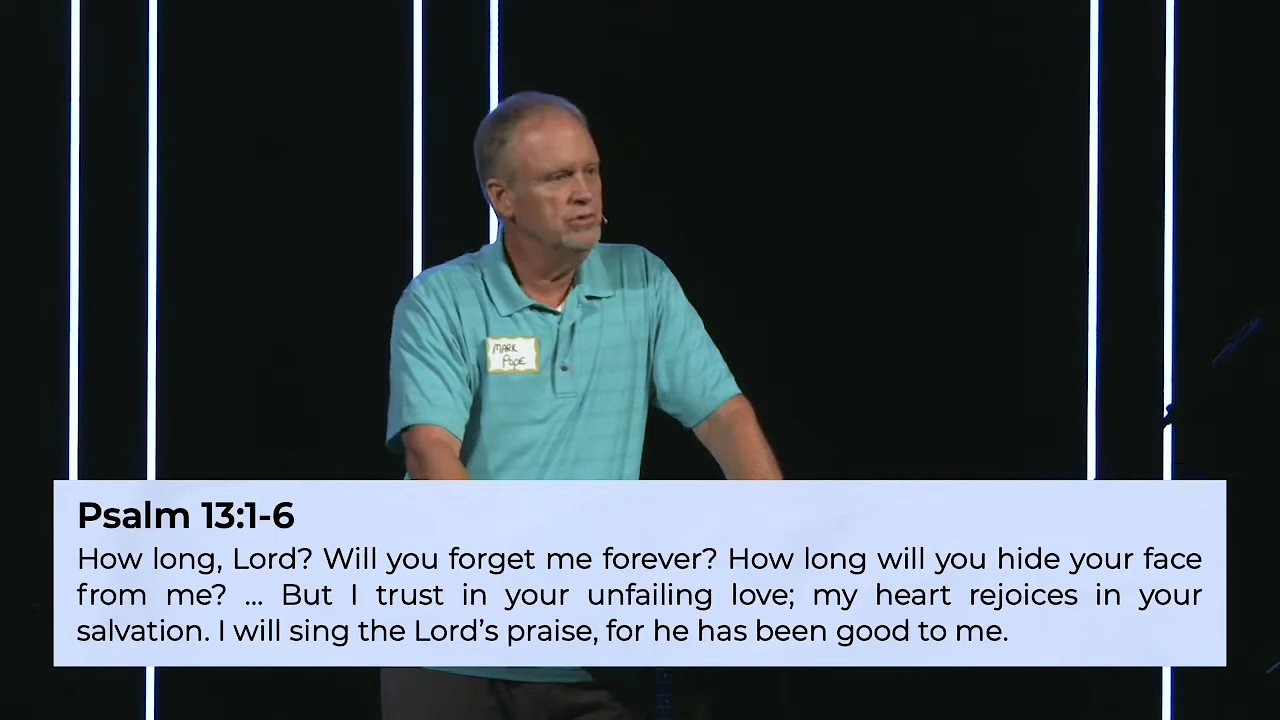 MARK
POPE
Psalm 13:1-6
How long, Lord? Will you forget me forever? How long will you hide your face
from me? ... But I trust in your unfailing love; my heart rejoices in your
salvation. I will sing the Lord’s praise, for he has been good to me.